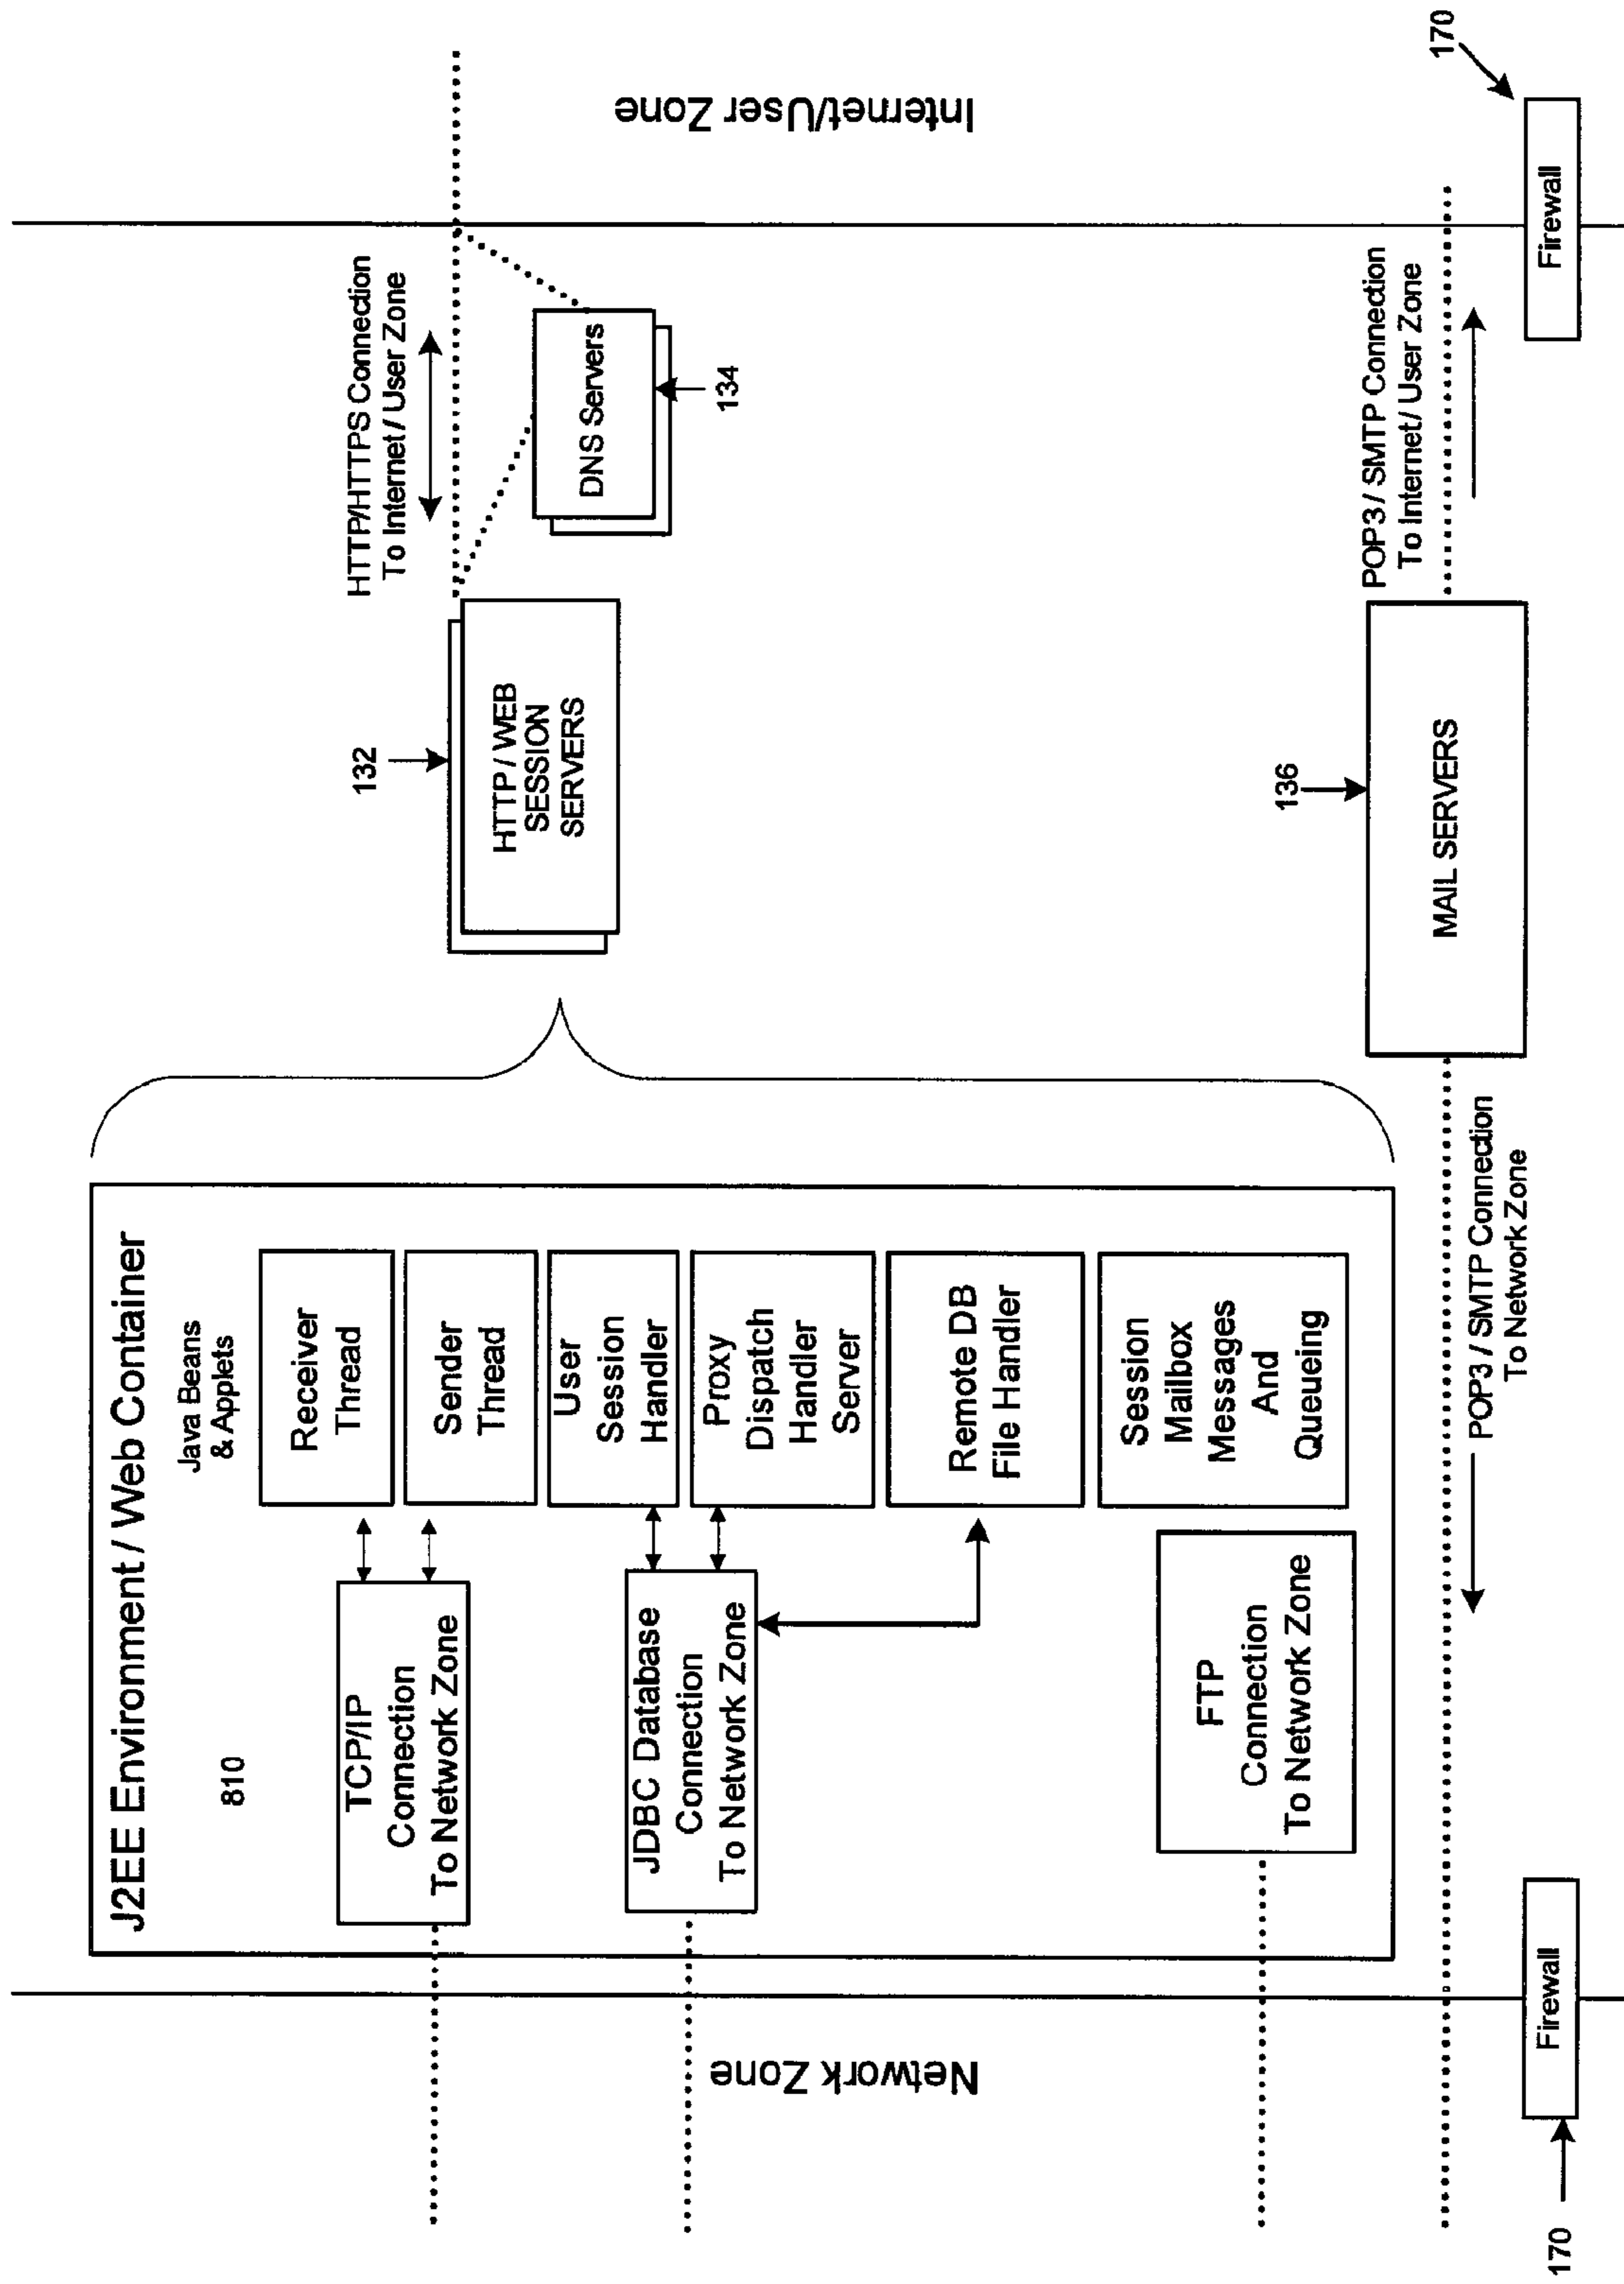 J2EE Environment / Web Container
810
Java Beans
& Applets
TCP/IP
Connection
To Network Zone
Receiver
Thread
Sender
Thread
JDBC Database
Connection
To Network Zone
User
Session
Handler
Proxy
Dispatch
Handler
Server
Remote DB
File Handler
FTP
Connection
To Network Zone
Session
Mailbox
Messages
And
Queueing
132
HTTP / WEB
SESSION
SERVERS
HTTP/HTTPS Connection
To Internet / User Zone
DNS Servers
134
Network Zone
Internet/User Zone
136
MAIL SERVERS
POP3 / SMTP Connection
To Network Zone
POP3 / SMTP Connection
To Internet / User Zone
170
Firewall
Firewall
170